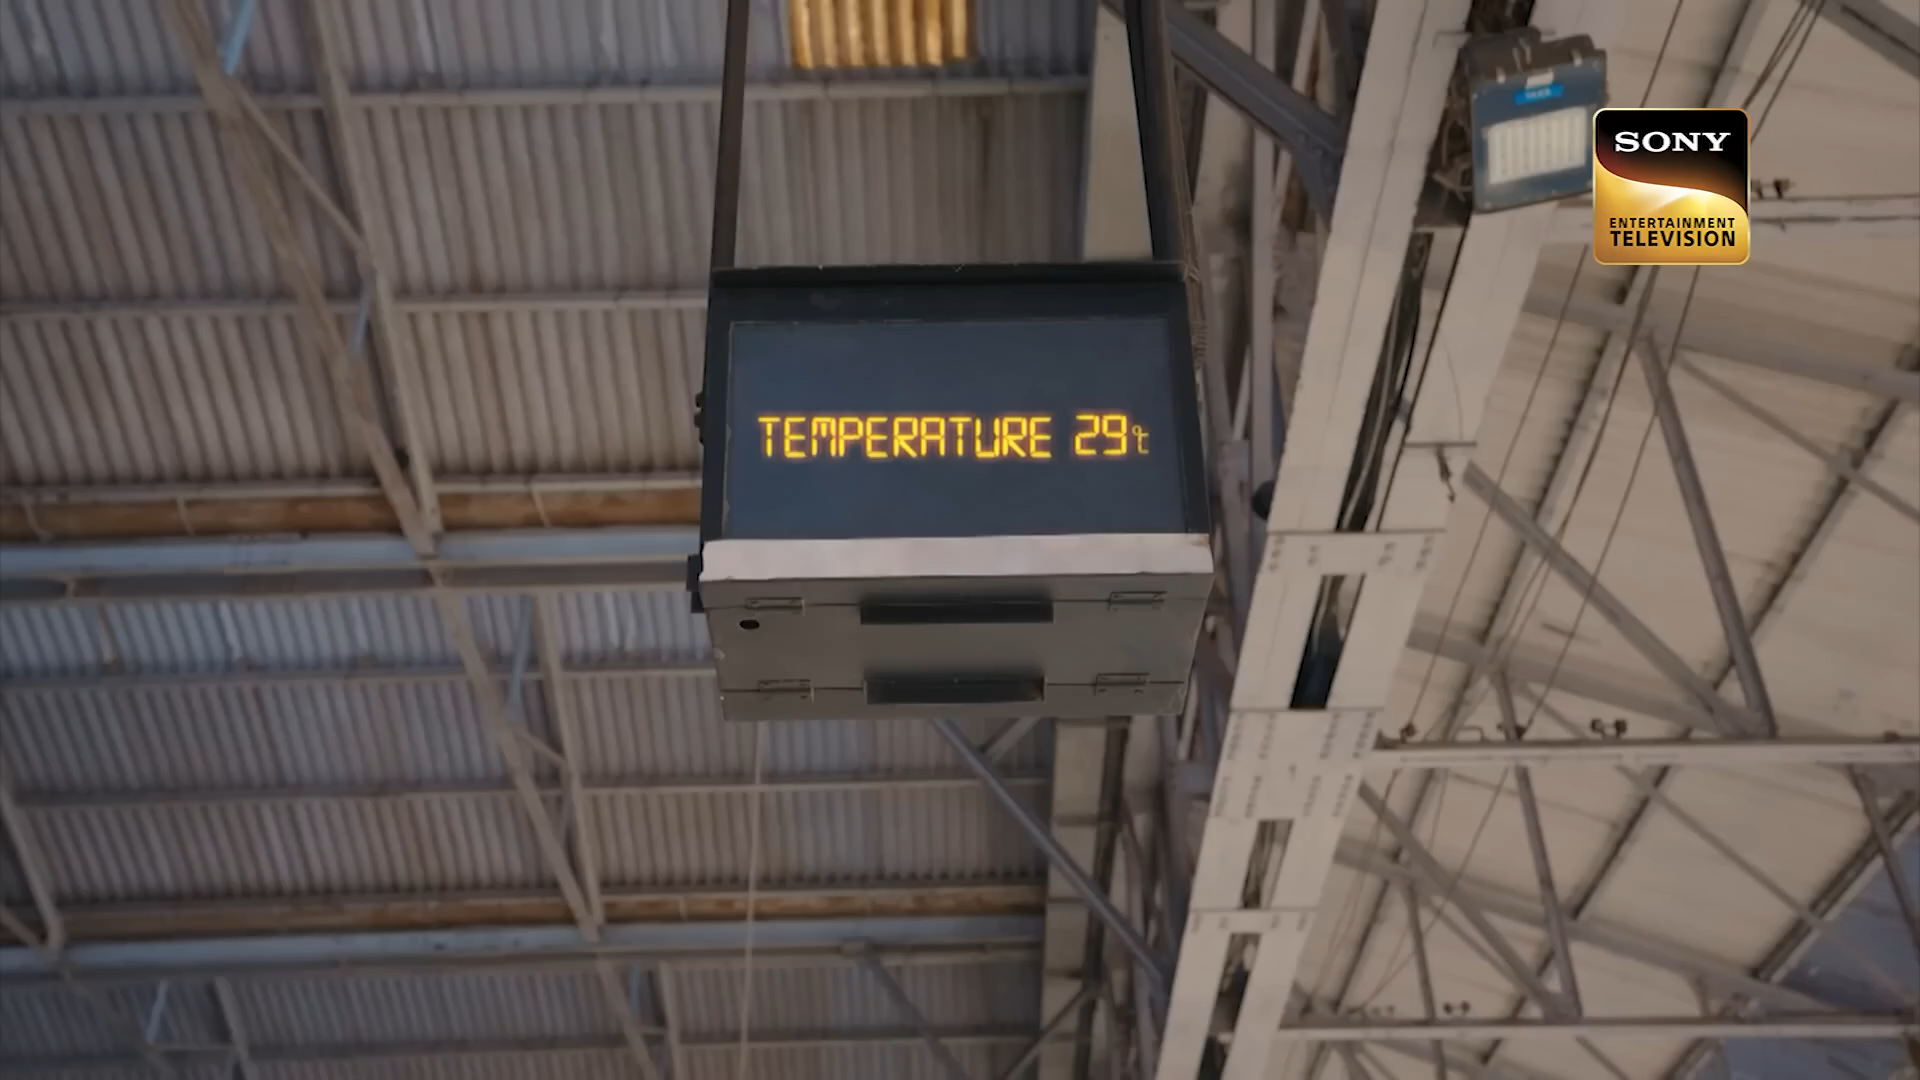 SONY
ENTERTAINMENT
TELEVISION
TEMPERATURE 29℃